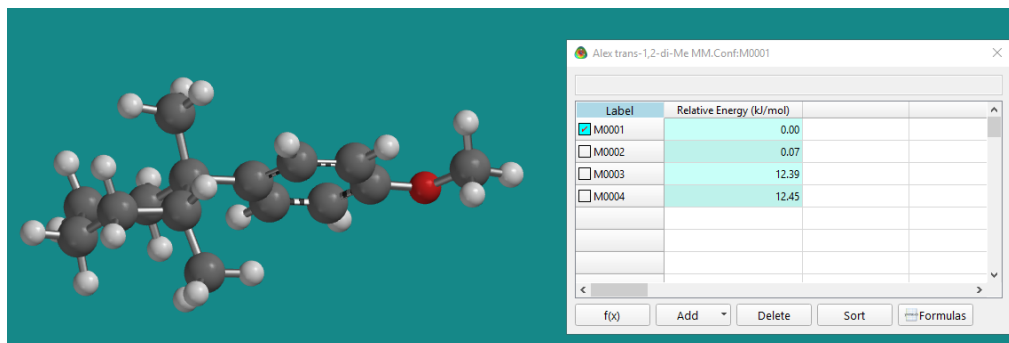 Alex trans-1,2-di-Me MM.Conf:M0001
Label Relative Energy (kJ/mol)
M0001 0.00
M0002 0.07
M0003 12.39
M0004 12.45
f(x) Add Delete Sort Formulas